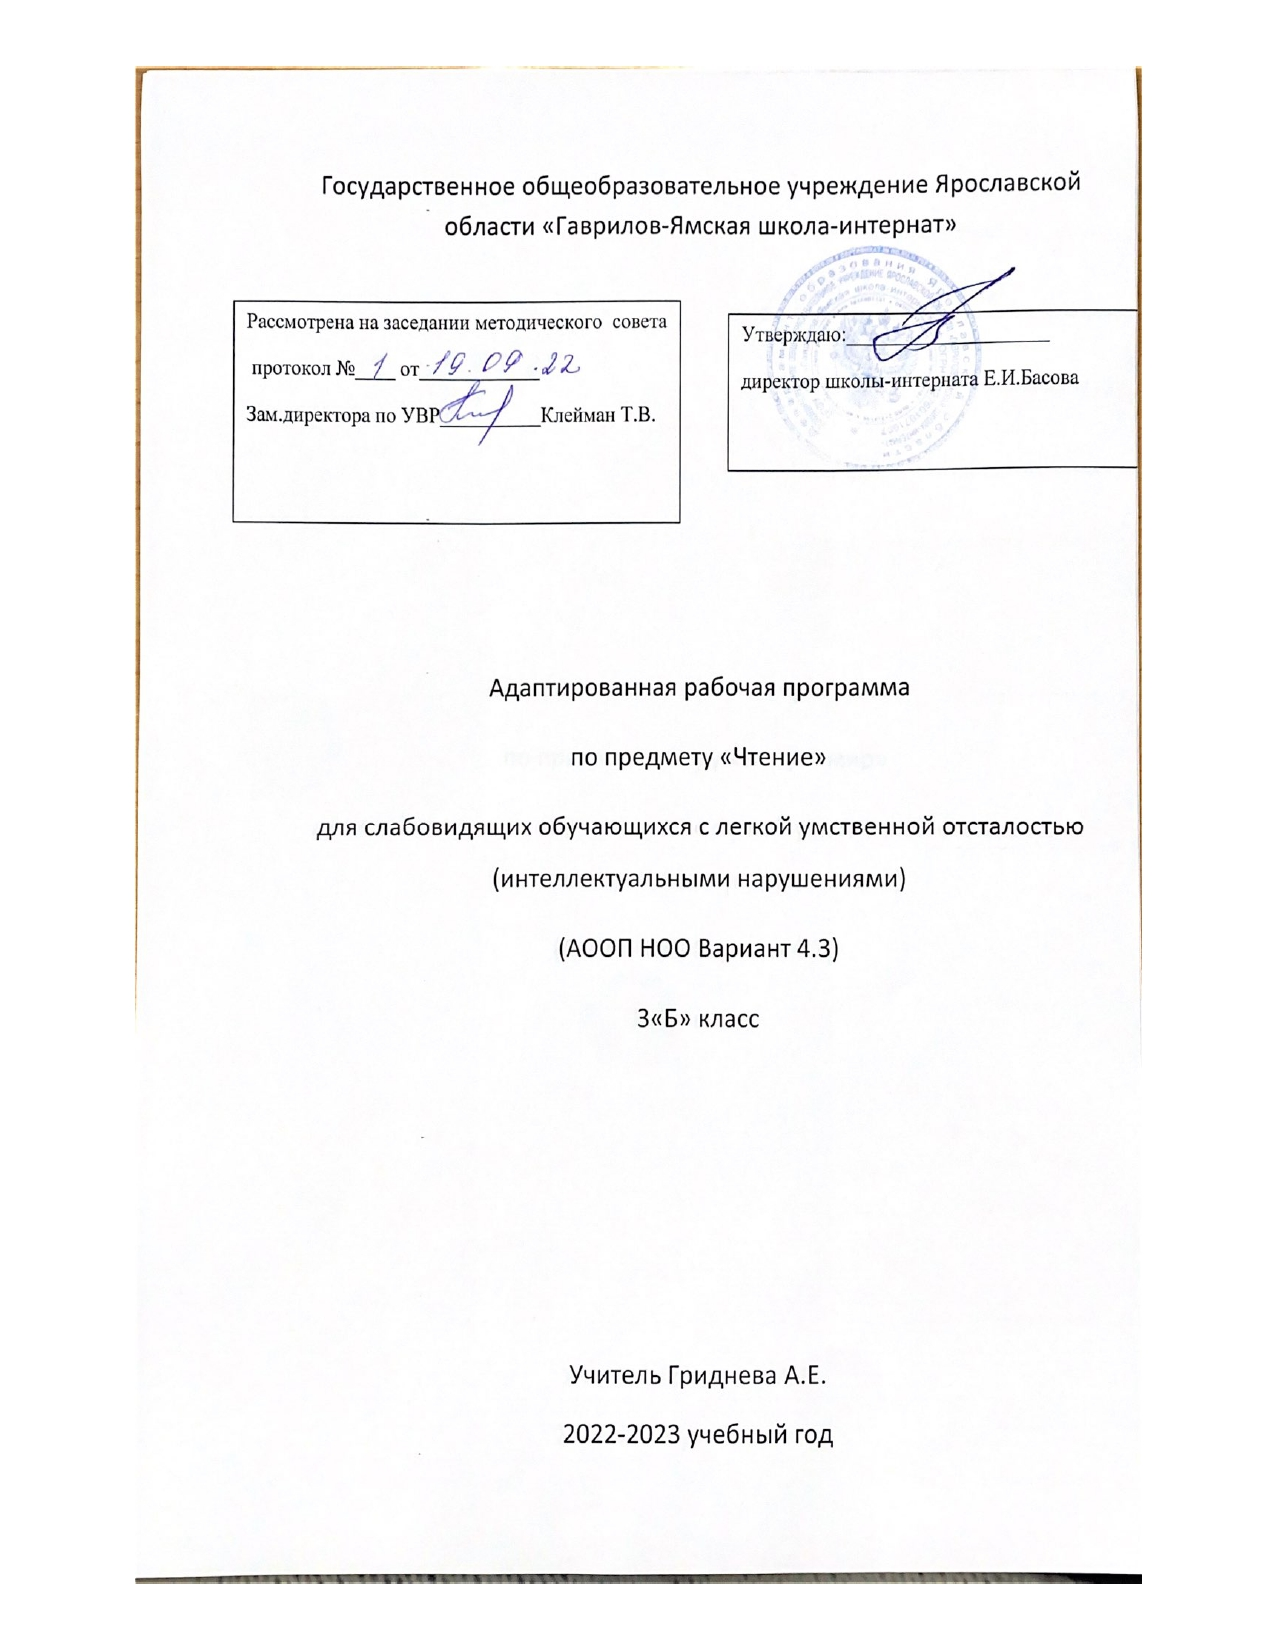 Государственное общеобразовательное учреждение Ярославской
области «Гаврилов-Ямская школа-интернат»
Рассмотрена на заседании методического совета
протокол №1 от 19.09.22
Зам.директора по УВР__________Клейман Т.В.
Утверждаю:____________________
директор школы-интерната Е.И.Басова
Адаптированная рабочая программа
по предмету «Чтение»
для слабовидящих обучающихся с легкой умственной отсталостью
(интеллектуальными нарушениями)
(АООП НОО Вариант 4.3)
3«Б» класс
Учитель Гриднева А.Е.
2022-2023 учебный год